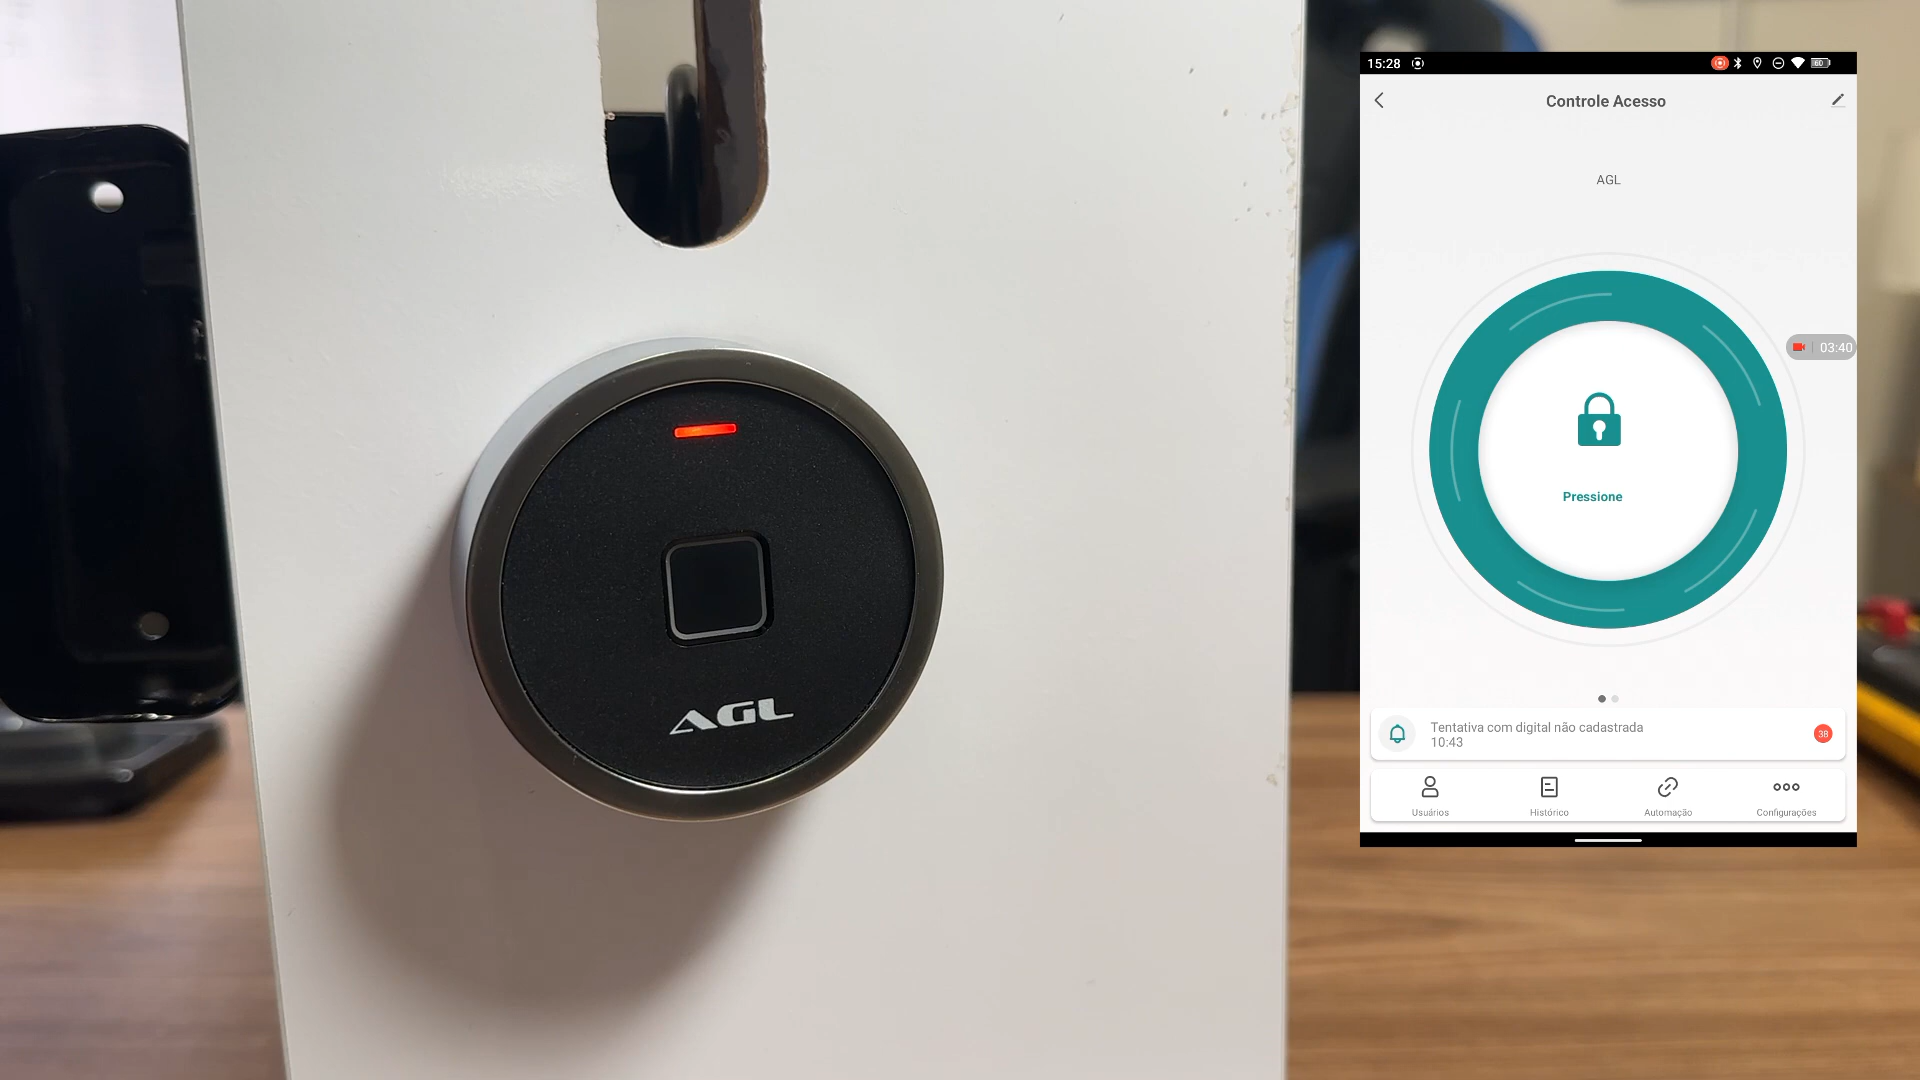 AGL
15:28
60
Controle Acesso
AGL
03:40
Pressione
Tentativa com digital não cadastrada
10:43
38
Usuários
Histórico
Automação
Configurações